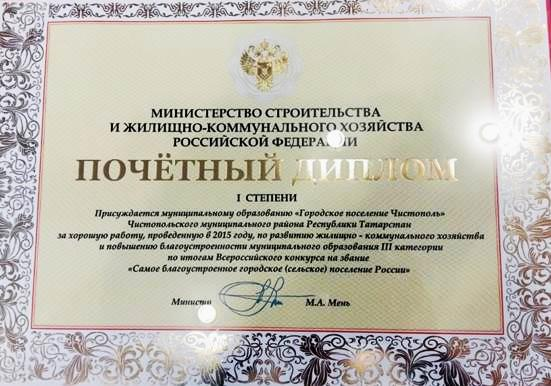 МИНИСТЕРСТВО СТРОИТЕЛЬСТВА
И ЖИЛИЩНО-КОММУНАЛЬНОГО ХОЗЯЙСТВА
РОССИЙСКОЙ ФЕДЕРАЦИИ
ПОЧЁТНЫЙ ДИПЛОМ
I СТЕПЕНИ
Присуждается муниципальному образованию «Городское поселение Чистополь»
Чистопольского муниципального района Республики Татарстан
за хорошую работу, проведенную в 2015 году, по развитию жилищно - коммунального хозяйства
и повышению благоустроенности муниципального образования III категории
по итогам Всероссийского конкурса на звание
«Самое благоустроенное городское (сельское) поселение России»
Министр М.А. Мень